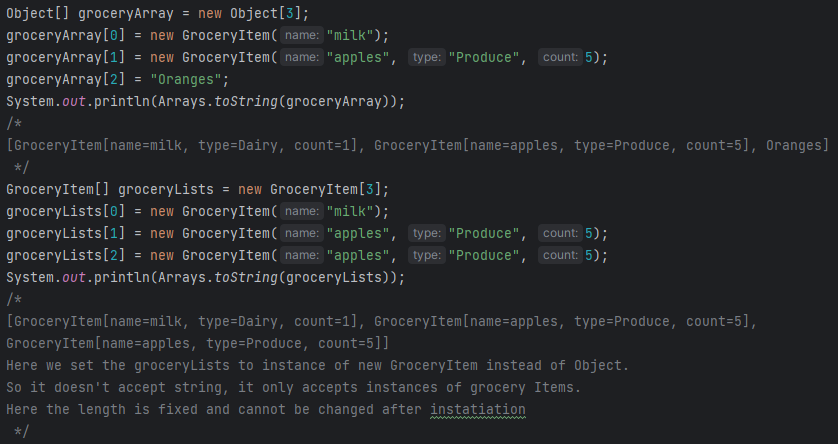 Object[] groceryArray = new Object[3];
groceryArray[0] = new GroceryItem( name: "milk");
groceryArray[1] = new GroceryItem( name: "apples", type: "Produce", count: 5);
groceryArray[2] = "Oranges";
System.out.println(Arrays.toString(groceryArray));
/*
[GroceryItem[name=milk, type=Dairy, count=1], GroceryItem[name=apples, type=Produce, count=5], Oranges]
*/
GroceryItem[] groceryLists = new GroceryItem[3];
groceryLists[0] = new GroceryItem( name: "milk");
groceryLists[1] = new GroceryItem( name: "apples", type: "Produce", count: 5);
groceryLists[2] = new GroceryItem( name: "apples", type: "Produce", count: 5);
System.out.println(Arrays.toString(groceryLists));
/*
[GroceryItem[name=milk, type=Dairy, count=1], GroceryItem[name=apples, type=Produce, count=5],
GroceryItem[name=apples, type=Produce, count=5]]
Here we set the groceryLists to instance of new GroceryItem instead of Object.
So it doesn't accept string, it only accepts instances of grocery Items.
Here the length is fixed and cannot be changed after instatiation
*/